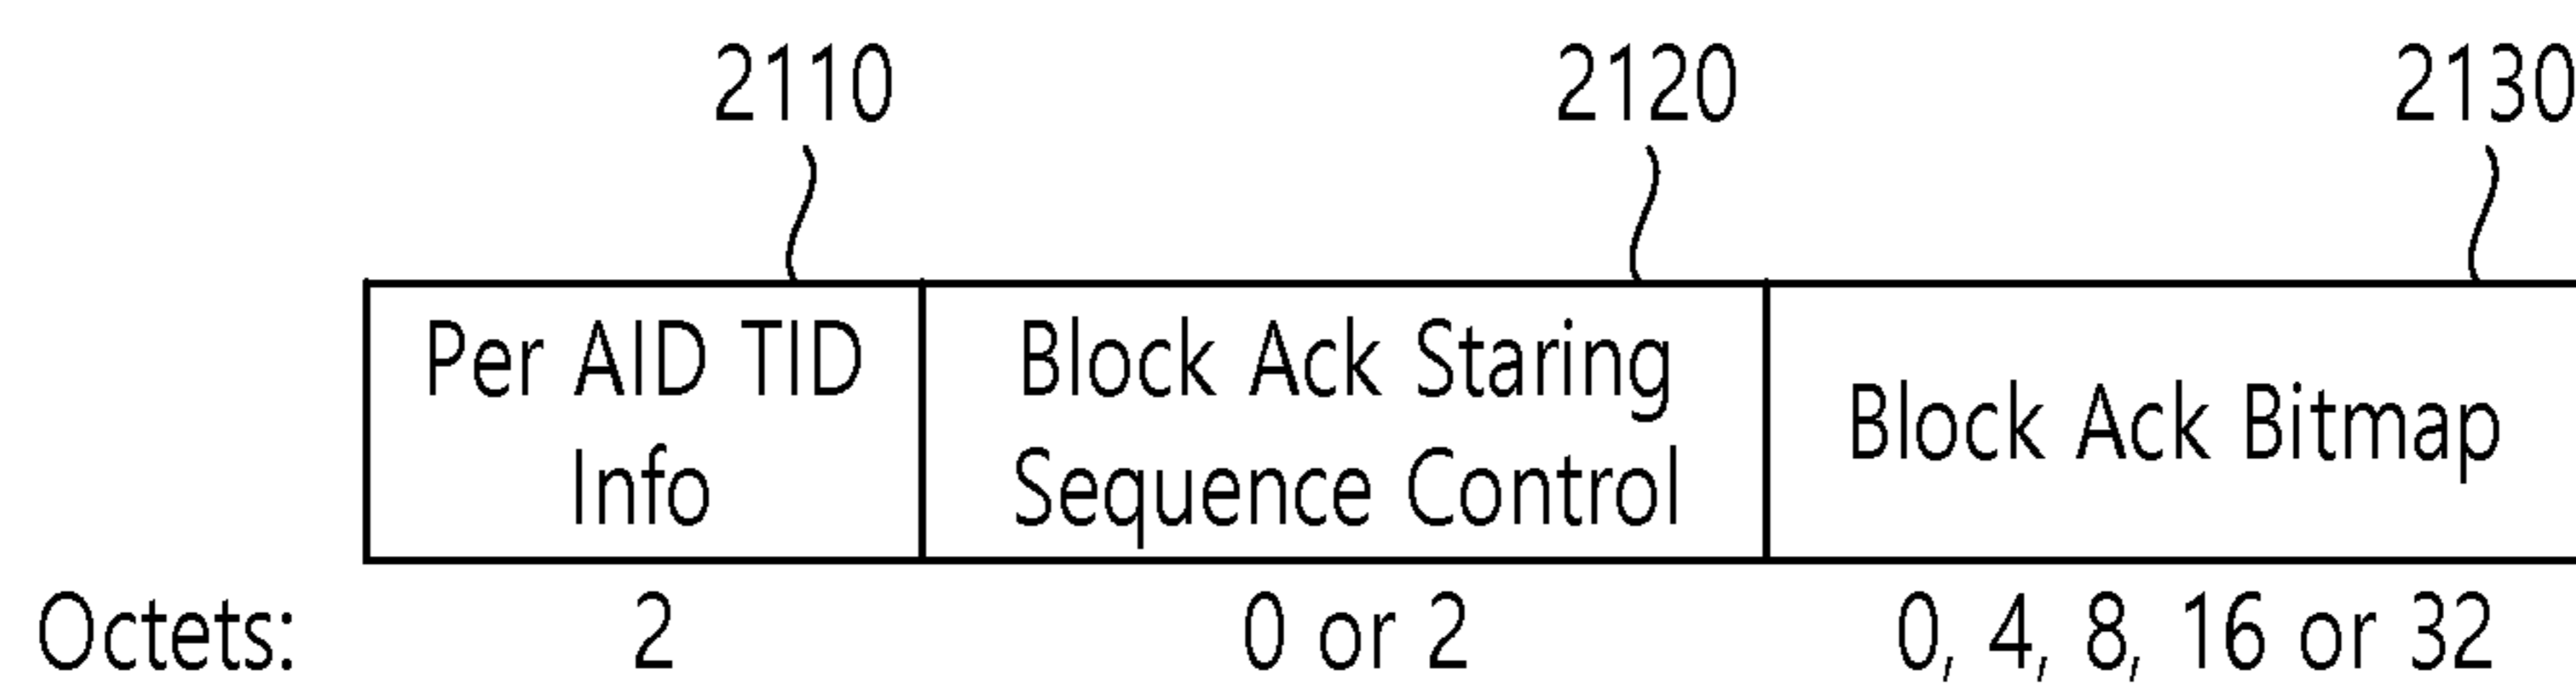 2110 2120 2130
Per AID TID Block Ack Staring Block Ack Bitmap
Info Sequence Control
Octets: 2 0 or 2 0, 4, 8, 16 or 32